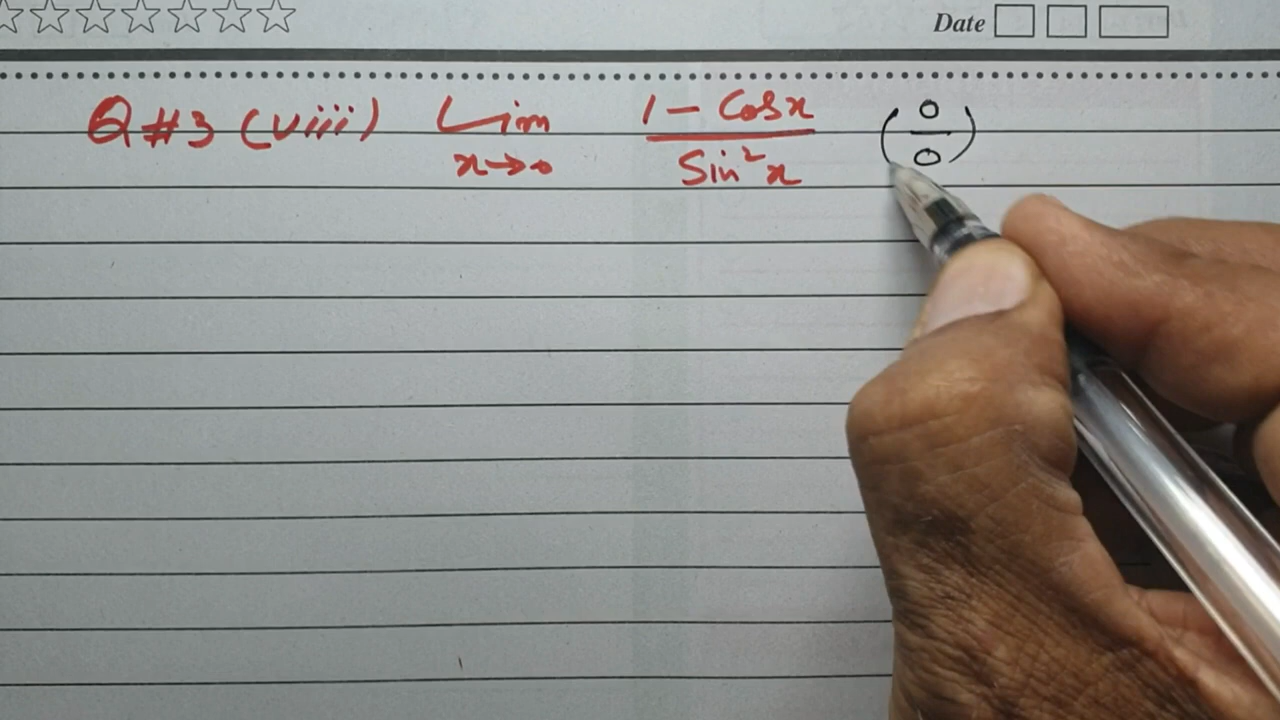 Date
Q#3 (viii) Lim x→0 1 - Cosx / Sin²x (0/0)